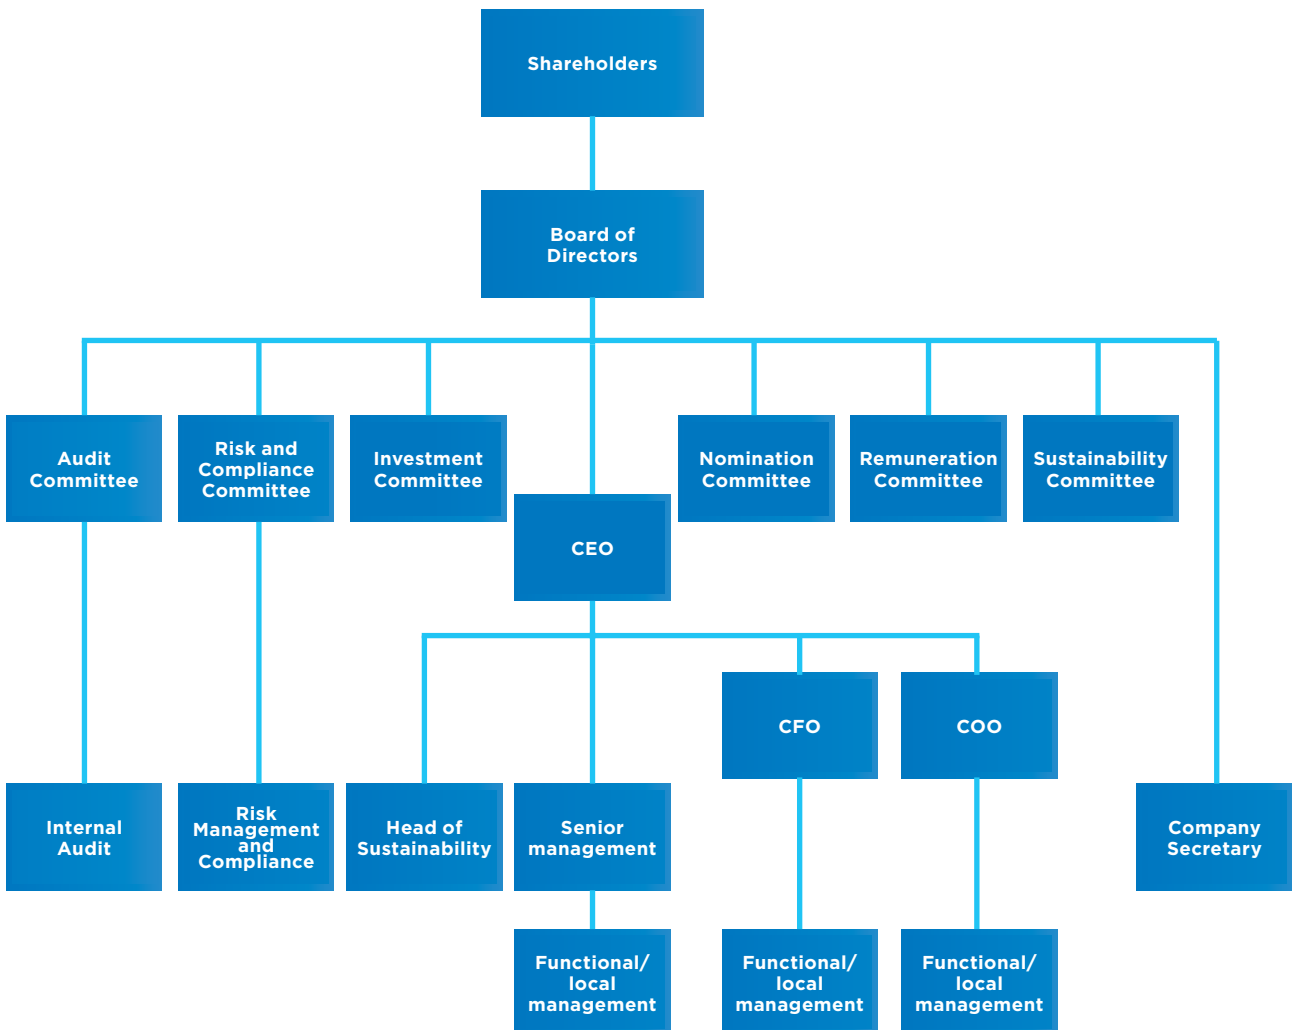 Shareholders
Board of
Directors
Audit
Committee
Risk and
Compliance
Committee
Investment
Committee
CEO
Nomination
Committee
Remuneration
Committee
Sustainability
Committee
CFO
COO
Internal
Audit
Risk
Management
and
Compliance
Head of
Sustainability
Senior
management
Company
Secretary
Functional/
local
management
Functional/
local
management
Functional/
local
management